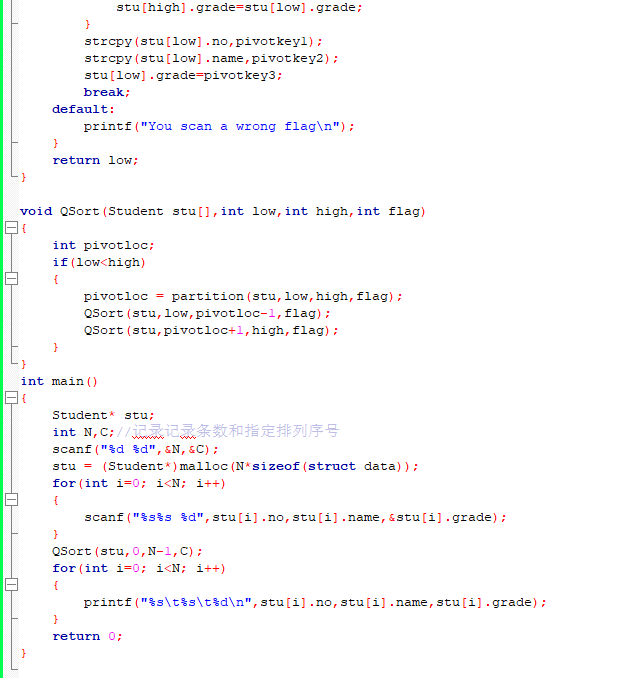 stu[high].grade=stu[low].grade;
        }
        strcpy(stu[low].no,pivotkey1);
        strcpy(stu[low].name,pivotkey2);
        stu[low].grade=pivotkey3;
        break;
    default:
        printf("You scan a wrong flag\n");
    }
    return low;
}
void QSort(Student stu[],int low,int high,int flag)
{
    int pivotloc;
    if(low<high)
    {
        pivotloc = partition(stu,low,high,flag);
        QSort(stu,low,pivotloc-1,flag);
        QSort(stu,pivotloc+1,high,flag);
    }
}
int main()
{
    Student* stu;
    int N,C;//记录记录条数和指定排列序号
    scanf("%d %d",&N,&C);
    stu = (Student*)malloc(N*sizeof(struct data));
    for(int i=0; i<N; i++)
    {
        scanf("%s%s %d",stu[i].no,stu[i].name,&stu[i].grade);
    }
    QSort(stu,0,N-1,C);
    for(int i=0; i<N; i++)
    {
        printf("%s\t%s\t%d\n",stu[i].no,stu[i].name,stu[i].grade);
    }
    return 0;
}